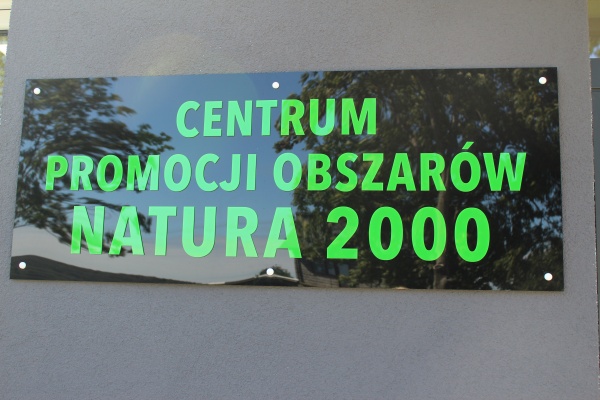 CENTRUM
PROMOCJI OBSZARÓW
NATURA 2000